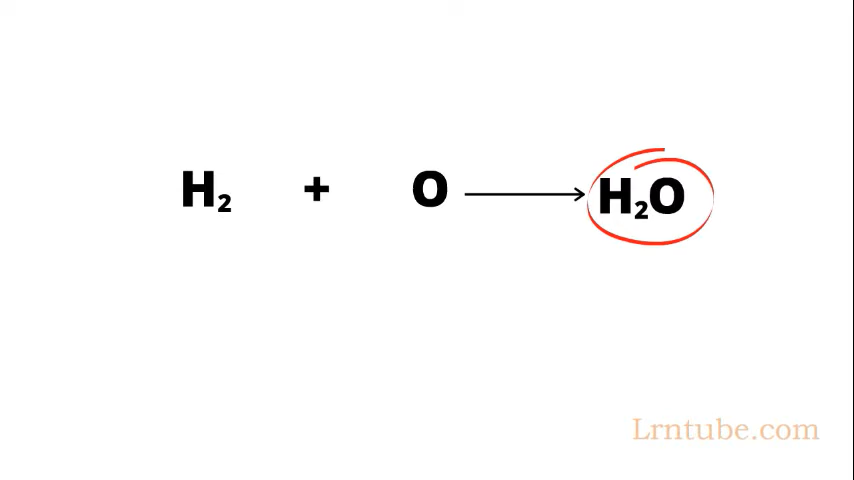 H₂ + O ⟶ H₂O
Lrntube.com